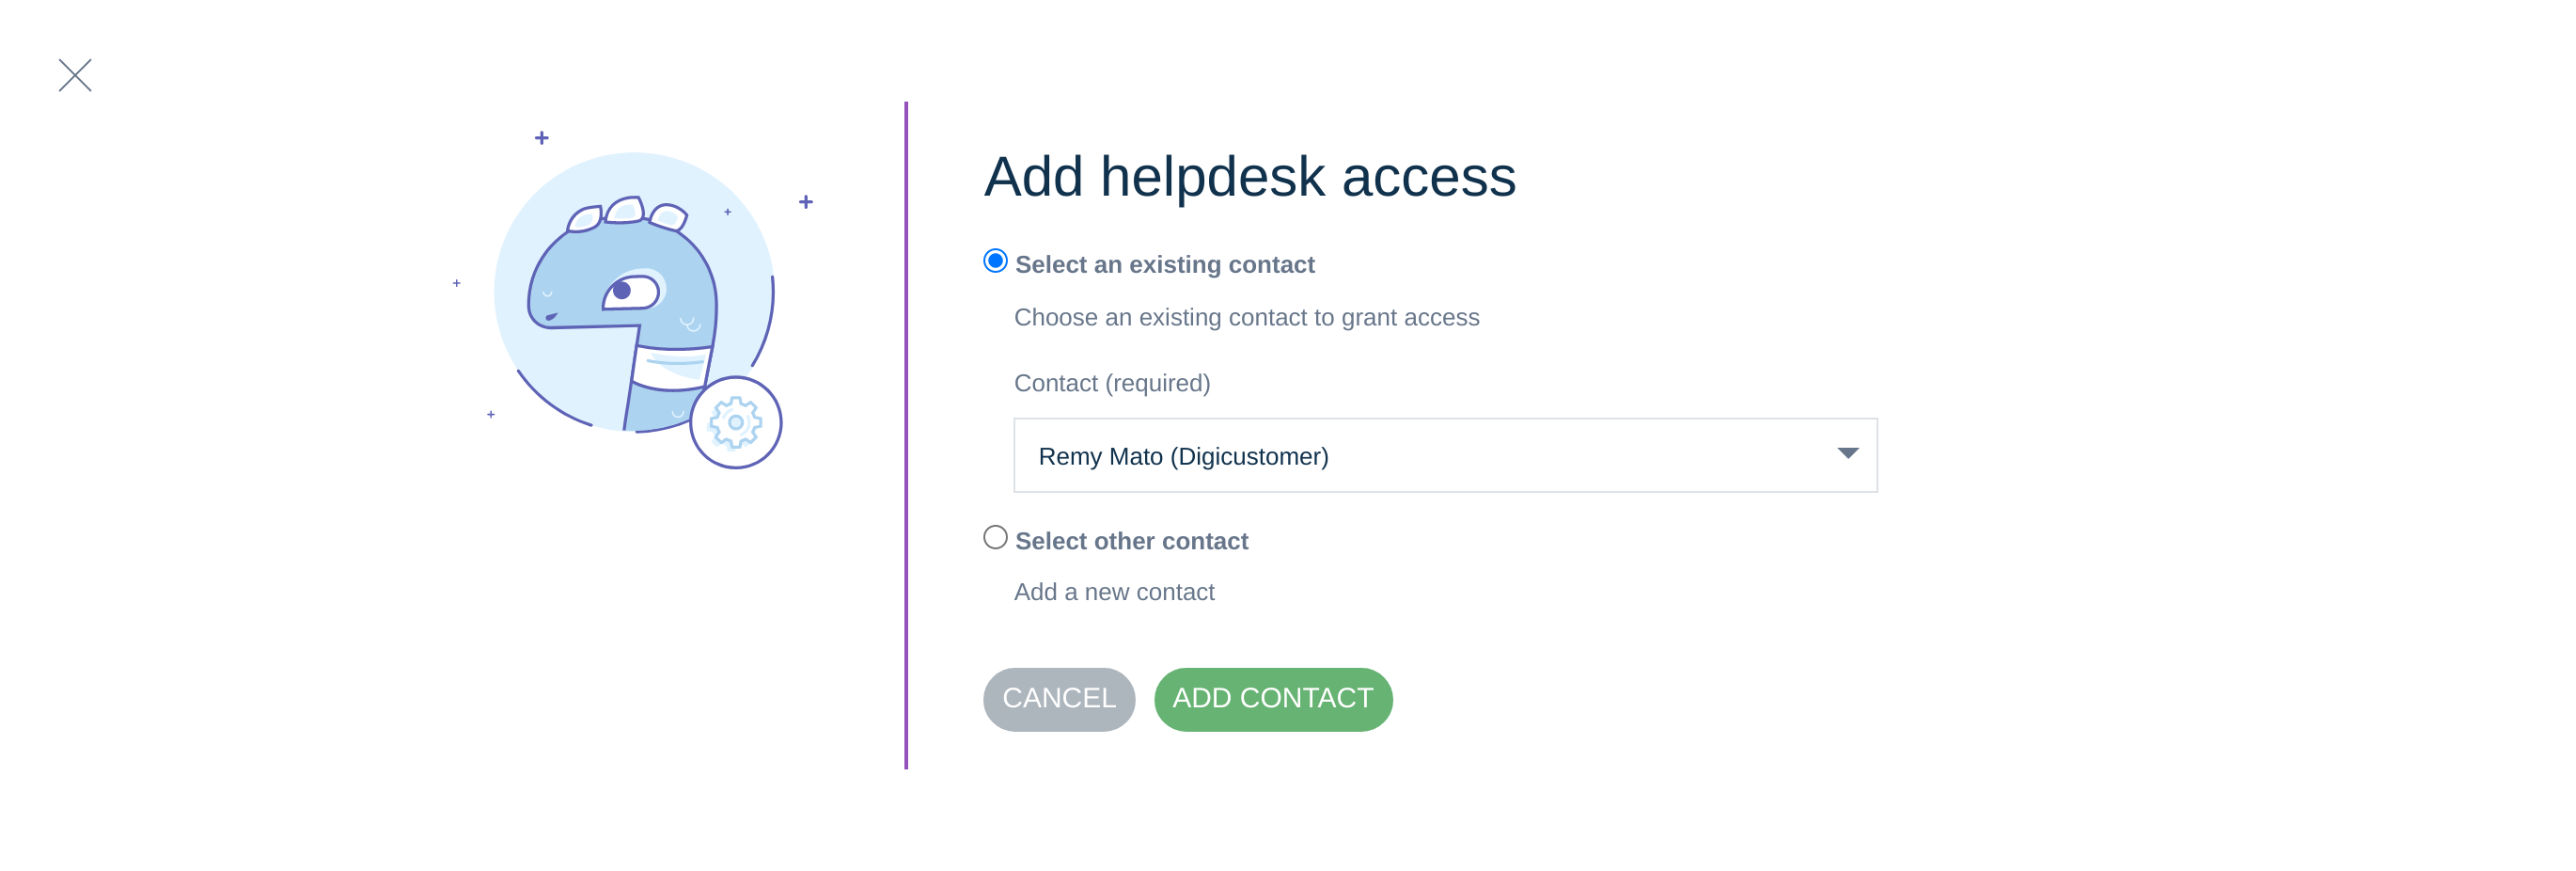 Add helpdesk access
Select an existing contact
Choose an existing contact to grant access
Contact (required)
Remy Mato (Digicustomer)
Select other contact
Add a new contact
CANCEL ADD CONTACT